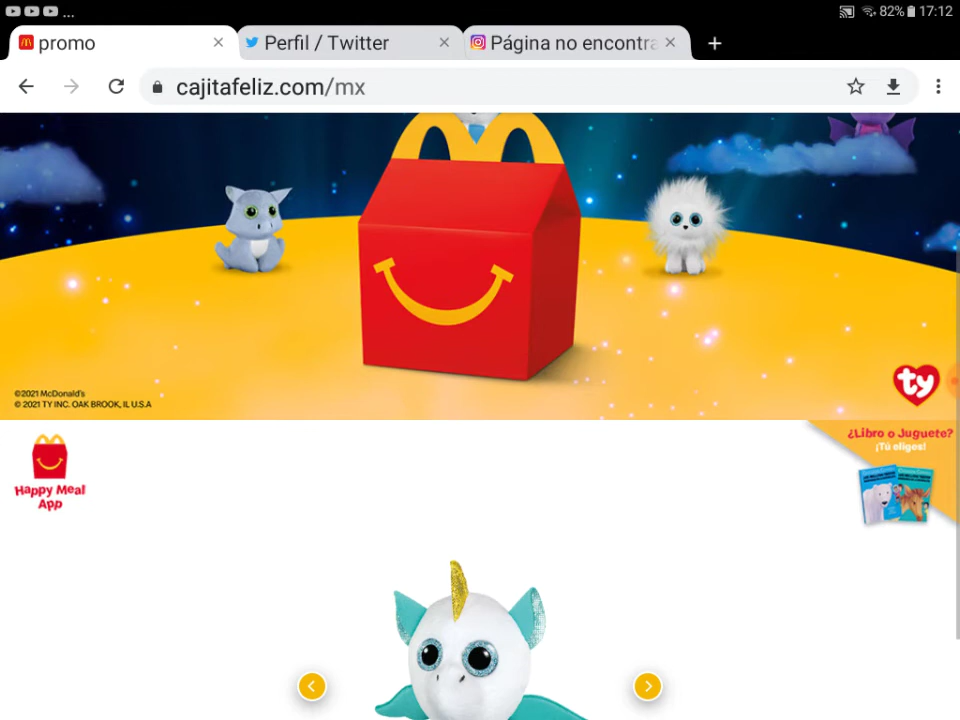 ...
82%
17:12
promo
Perfil / Twitter
Página no encontra
cajitafeliz.com/mx
©2021 McDonald's
© 2021 TY INC. OAK BROOK, IL U.S.A
ty
Happy Meal
App
¿Libro o Juguete?
¡Tú eliges!